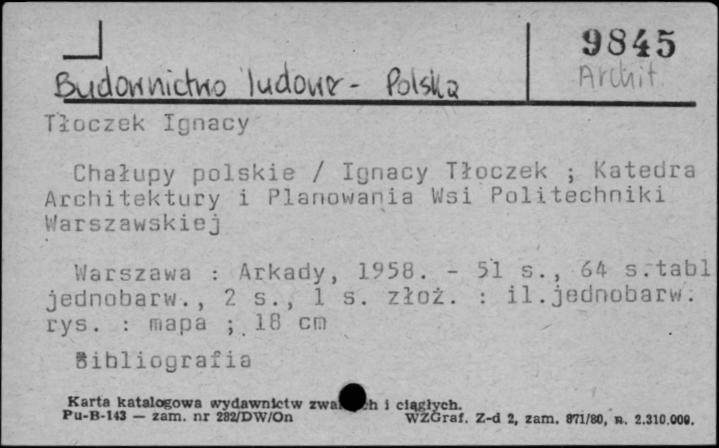 9845
Archit
Budownictwo ludowe - Polska
Tłoczek Ignacy
Chałupy polskie / Ignacy Tłoczek ; Katedra
Architektury i Planowania Wsi Politechniki
Warszawskiej
Warszawa : Arkady, 1958. - 51 s., 64 s.tabl
jednobarw., 2 s., 1 s. złoż. : il.jednobarw.
rys. : mapa ; 18 cm
Bibliografia
Karta katalogowa wydawnictw i ciągłych.
Pu-B-143 — zam. nr 282/DW/On WZGraf. Z-d 2, zam. 871/80, n. 2.310.000.